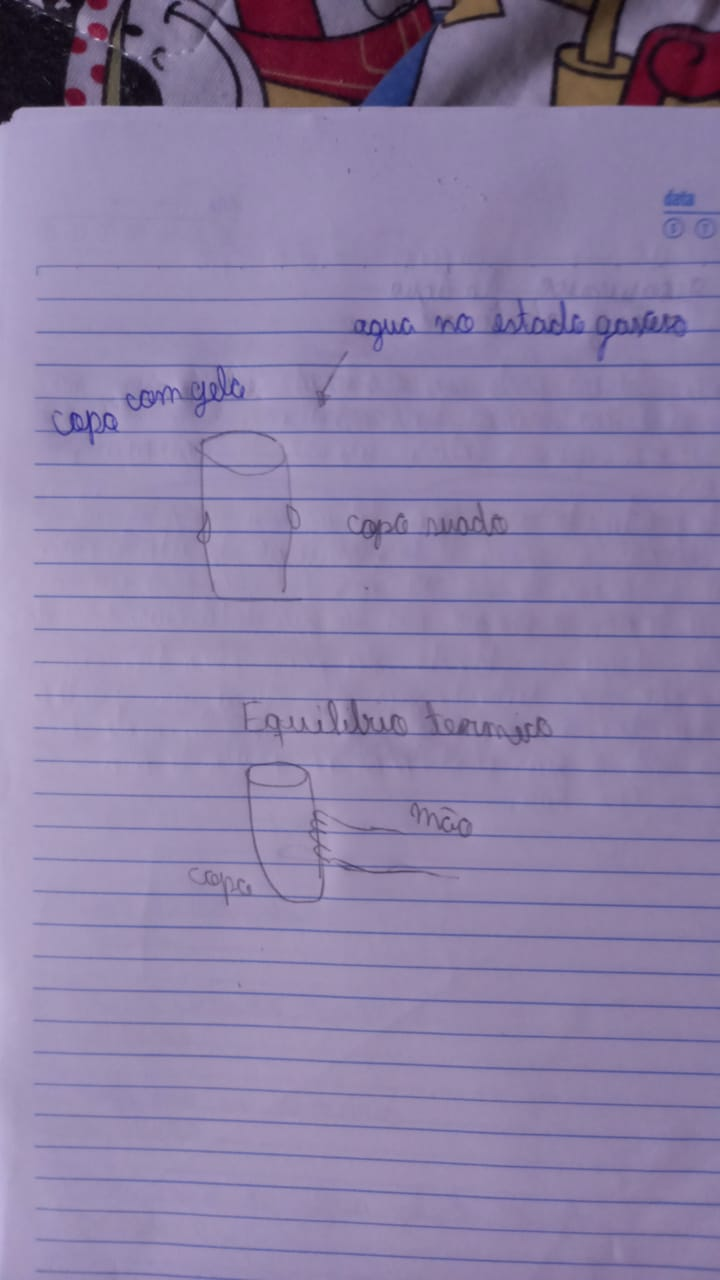 data
S T
agua no estado gasoso
copo com gelo
copo suado
Equilibrio termico
mão
copo